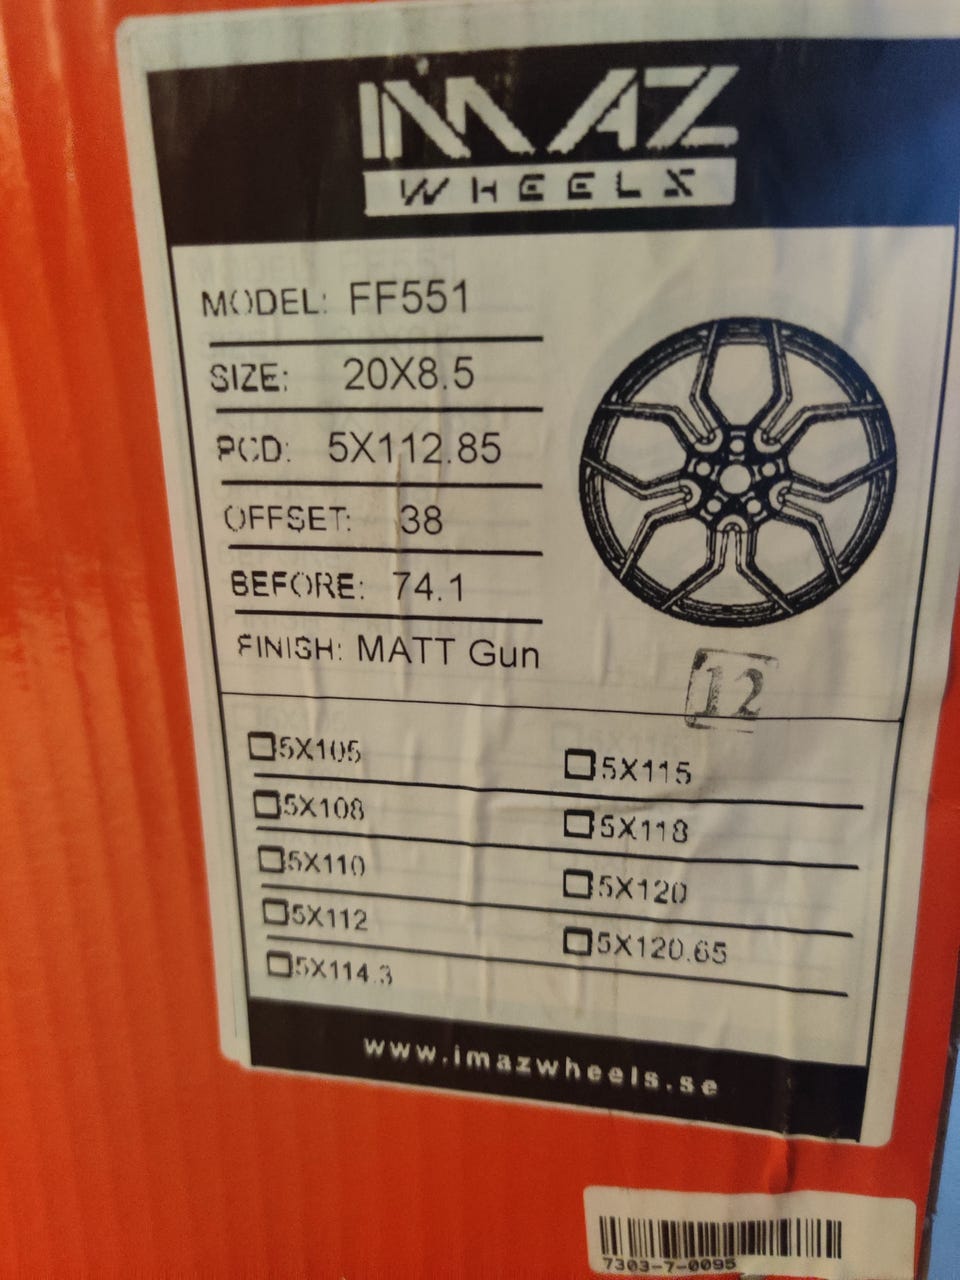 IMAZ
WHEELS
MODEL: FF551
SIZE: 20X8.5
PCD: 5X112.85
OFFSET: 38
BEFORE: 74.1
FINISH: MATT Gun
12
5X105
5X108
5X110
5X112
5X114.3
5X115
5X118
5X120
5X120.65
www.imazwheels.se
7303-7-0095